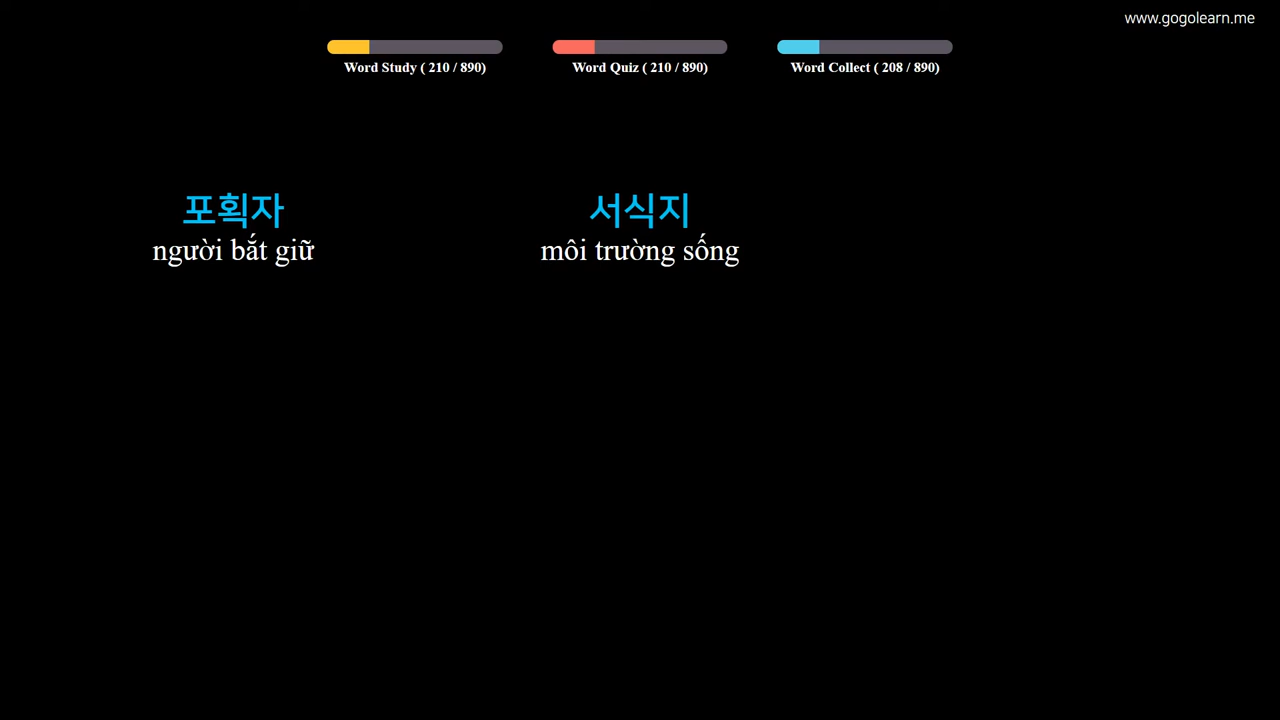 www.gogolearn.me
Word Study ( 210 / 890)
Word Quiz ( 210 / 890)
Word Collect ( 208 / 890)
포획자
người bắt giữ
서식지
môi trường sống